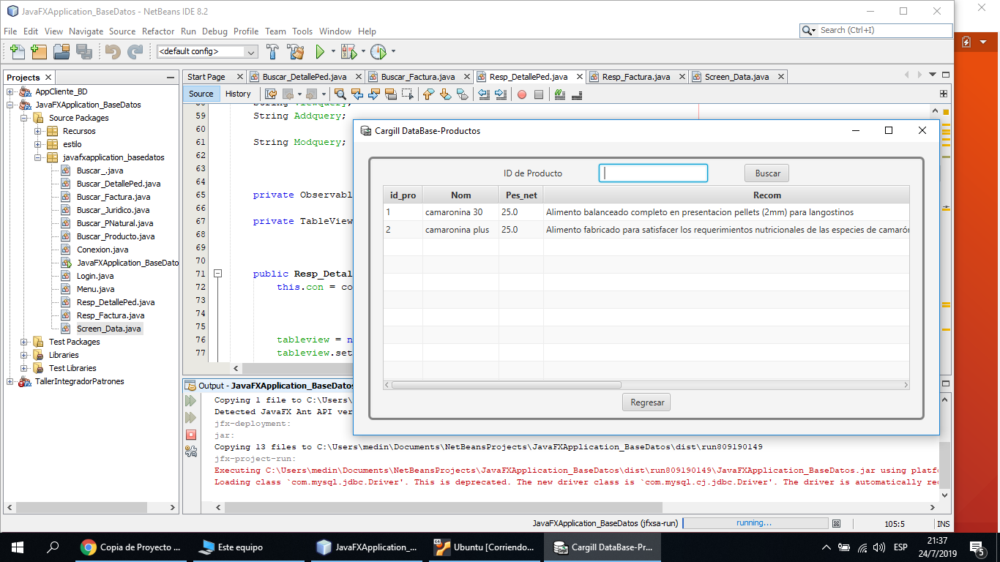 JavaFXApplication_BaseDatos - NetBeans IDE 8.2
File Edit View Navigate Source Refactor Run Debug Profile Team Tools Window Help
Search (Ctrl+I)
<default config>
Projects
Start Page
Buscar_DetallePed.java
Buscar_Factura.java
Resp_DetallePed.java
Resp_Factura.java
Screen_Data.java
Source History
AppCliente_BD
JavaFXApplication_BaseDatos
Source Packages
Recursos
estilo
javafxapplication_basedatos
Buscar_.java
Buscar_DetallePed.java
Buscar_Factura.java
Buscar_Juridico.java
Buscar_PNatural.java
Buscar_Producto.java
Conexion.java
JavaFXApplication_BaseDato
Login.java
Menu.java
Resp_DetallePed.java
Resp_Factura.java
Screen_Data.java
Test Packages
Libraries
Test Libraries
TallerIntegradorPatrones
58 String Viewquery;
59 String Addquery;
60
61 String Modquery;
62
63
64
65 private Observabl
66
67 private TableView
68
69
70
71 public Resp_Detal
72 this.con = co
73
74
75
76 tableview = n
77 tableview.set
Cargill DataBase-Productos
ID de Producto
Buscar
id_pro Nom Pes_net Recom
1 camaronina 30 25.0 Alimento balanceado completo en presentacion pellets (2mm) para langostinos
2 camaronina plus 25.0 Alimento fabricado para satisfacer los requerimientos nutricionales de las especies de camarón
Regresar
Output - JavaFXApplication_BaseDatos
Copying 1 file to C:\Users\
Detected JavaFX Ant API ver
jfx-deployment:
jar:
Copying 13 files to C:\Users\medin\Documents\NetBeansProjects\JavaFXApplication_BaseDatos\dist\run809190149
jfx-project-run:
Executing C:\Users\medin\Documents\NetBeansProjects\JavaFXApplication_BaseDatos\dist\run809190149\JavaFXApplication_BaseDatos.jar using platf
Loading class `com.mysql.jdbc.Driver'. This is deprecated. The new driver class is `com.mysql.cj.jdbc.Driver'. The driver is automatically re
JavaFXApplication_BaseDatos (jfxsa-run)
running...
105:5
INS
Copia de Proyecto ...
Este equipo
JavaFXApplication_...
Ubuntu [Corriendo...
Cargill DataBase-Pr...
ESP
21:37
24/7/2019
5